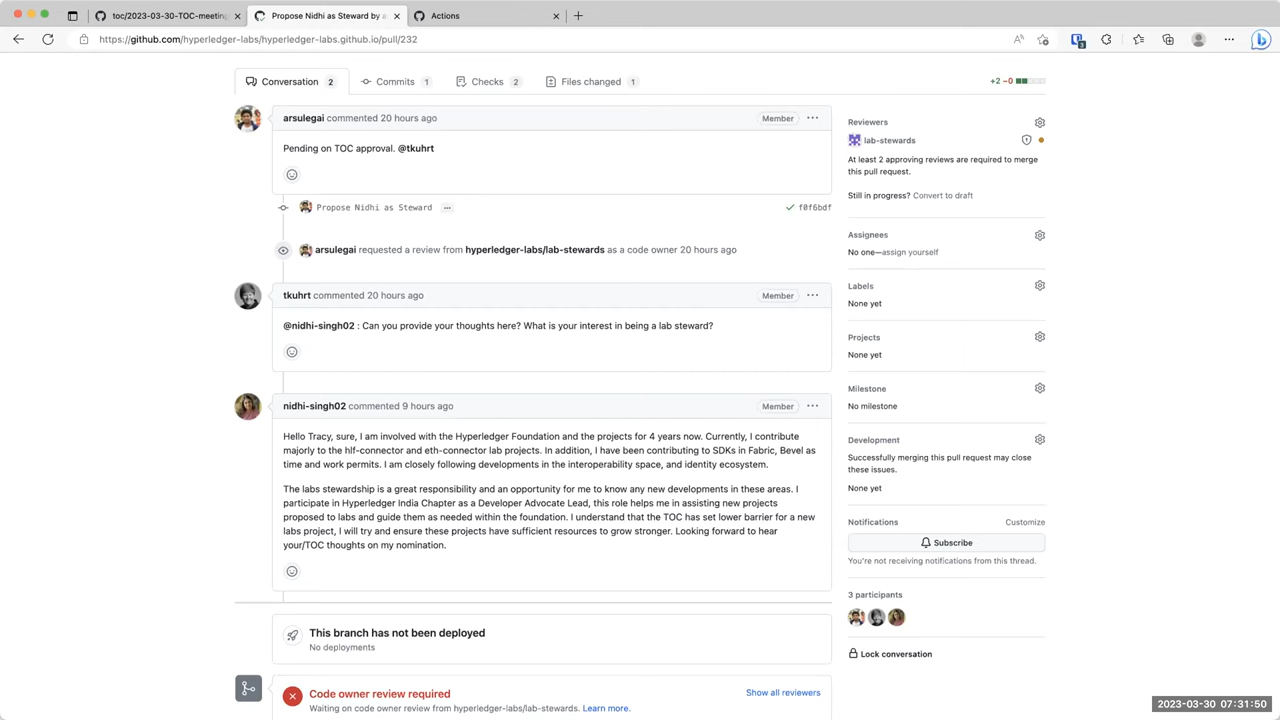 toc/2023-03-30-TOC-meeting
Propose Nidhi as Steward by a
Actions
https://github.com/hyperledger-labs/hyperledger-labs.github.io/pull/232
Conversation 2
Commits 1
Checks 2
Files changed 1
+2 −0
arsulegai commented 20 hours ago
Member
Pending on TOC approval. @tkuhrt
Propose Nidhi as Steward
f0f6bdf
arsulegai requested a review from hyperledger-labs/lab-stewards as a code owner 20 hours ago
tkuhrt commented 20 hours ago
Member
@nidhi-singh02 : Can you provide your thoughts here? What is your interest in being a lab steward?
nidhi-singh02 commented 9 hours ago
Member
Hello Tracy, sure, I am involved with the Hyperledger Foundation and the projects for 4 years now. Currently, I contribute
majorly to the hlf-connector and eth-connector lab projects. In addition, I have been contributing to SDKs in Fabric, Bevel as
time and work permits. I am closely following developments in the interoperability space, and identity ecosystem.
The labs stewardship is a great responsibility and an opportunity for me to know any new developments in these areas. I
participate in Hyperledger India Chapter as a Developer Advocate Lead, this role helps me in assisting new projects
proposed to labs and guide them as needed within the foundation. I understand that the TOC has set lower barrier for a new
labs project, I will try and ensure these projects have sufficient resources to grow stronger. Looking forward to hear
your/TOC thoughts on my nomination.
This branch has not been deployed
No deployments
Code owner review required
Show all reviewers
Waiting on code owner review from hyperledger-labs/lab-stewards. Learn more.
Reviewers
lab-stewards
At least 2 approving reviews are required to merge
this pull request.
Still in progress? Convert to draft
Assignees
No one—assign yourself
Labels
None yet
Projects
None yet
Milestone
No milestone
Development
Successfully merging this pull request may close
these issues.
None yet
Notifications
Customize
Subscribe
You're not receiving notifications from this thread.
3 participants
Lock conversation
2023-03-30 07:31:50